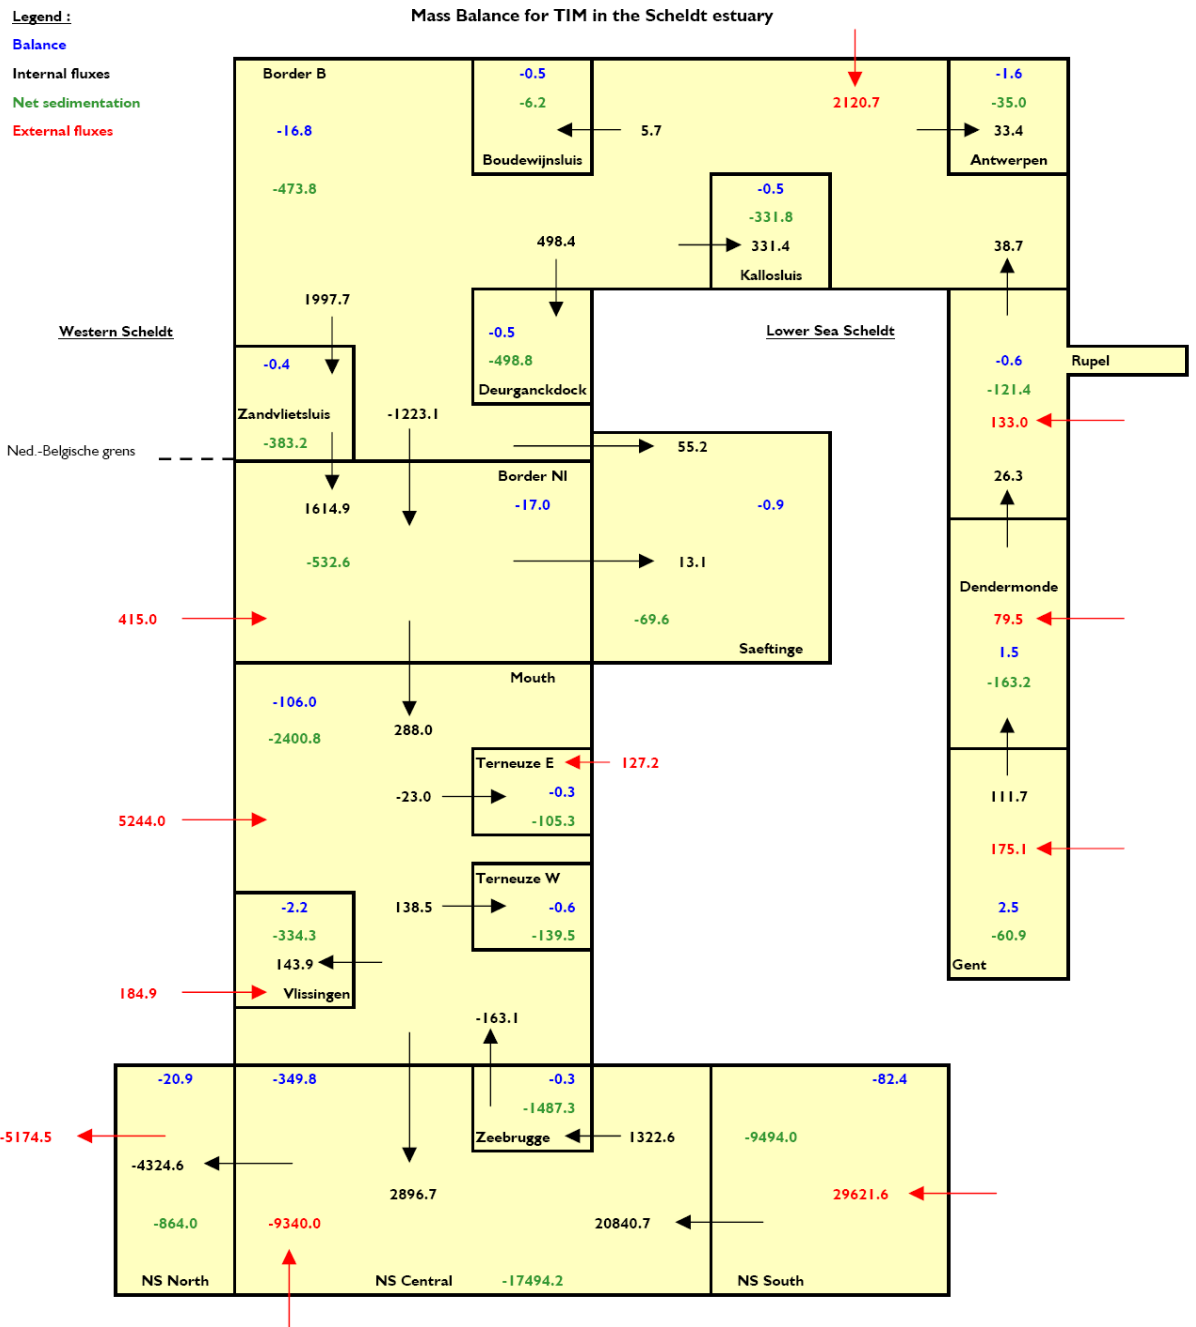 Legend :
Mass Balance for TIM in the Scheldt estuary
Balance
Internal fluxes
Net sedimentation
External fluxes
Border B
-16.8
-473.8
-0.5
-6.2
5.7
Boudewijnsluis
2120.7
-1.6
-35.0
33.4
Antwerpen
-0.5
-331.8
331.4
Kallosluis
498.4
38.7
1997.7
Western Scheldt
Lower Sea Scheldt
-0.5
-498.8
Deurganckdock
-0.4
Zandvlietsluis
-383.2
-1223.1
-0.6
Rupel
-121.4
133.0
26.3
Ned.-Belgische grens
55.2
Border Nl
1614.9
-17.0
-0.9
-532.6
13.1
415.0
-69.6
Saeftinge
Dendermonde
79.5
1.5
-163.2
Mouth
-106.0
-2400.8
288.0
Terneuze E
127.2
-23.0
-0.3
-105.3
111.7
5244.0
175.1
Terneuze W
138.5
-0.6
-139.5
-2.2
-334.3
143.9
Vlissingen
184.9
2.5
-60.9
Gent
-163.1
-20.9
-349.8
-0.3
-82.4
-1487.3
-5174.5
Zeebrugge
1322.6
-9494.0
-4324.6
2896.7
29621.6
-864.0
-9340.0
20840.7
NS North
NS Central
-17494.2
NS South